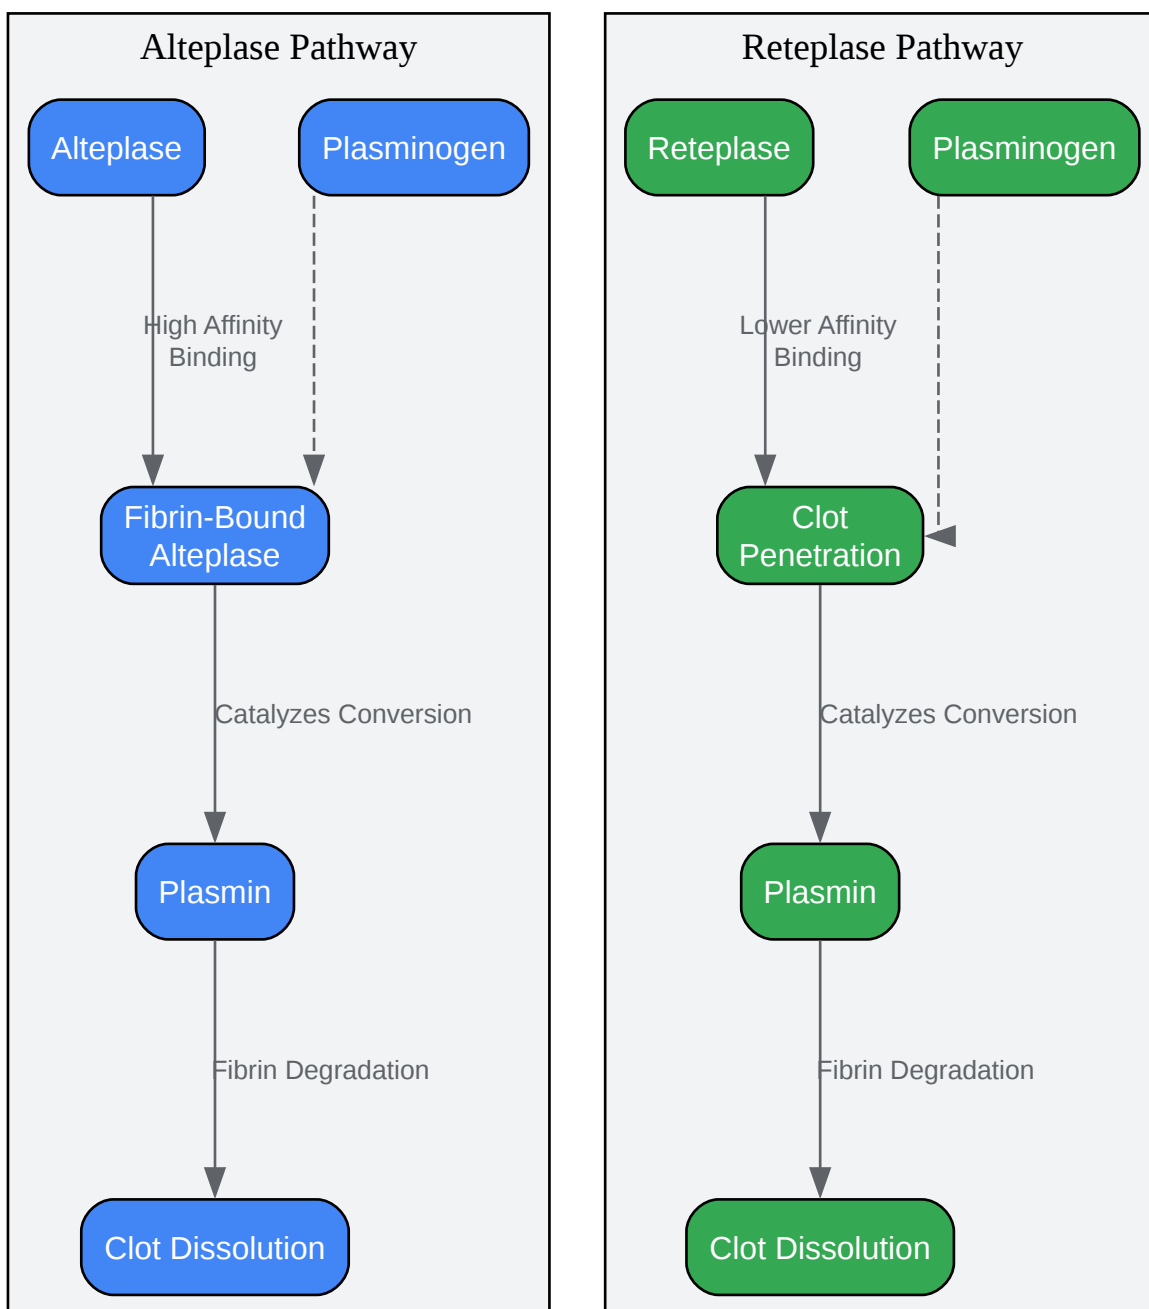 Alteplase Pathway
Alteplase
Plasminogen
High Affinity
Binding
Fibrin-Bound
Alteplase
Catalyzes Conversion
Plasmin
Fibrin Degradation
Clot Dissolution
Reteplase Pathway
Reteplase
Plasminogen
Lower Affinity
Binding
Clot
Penetration
Catalyzes Conversion
Plasmin
Fibrin Degradation
Clot Dissolution